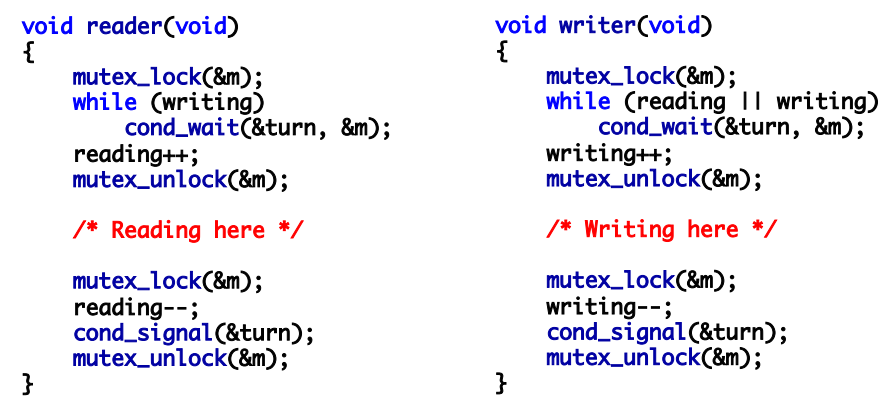 void reader(void)
{
    mutex_lock(&m);
    while (writing)
        cond_wait(&turn, &m);
    reading++;
    mutex_unlock(&m);

    /* Reading here */

    mutex_lock(&m);
    reading--;
    cond_signal(&turn);
    mutex_unlock(&m);
}
void writer(void)
{
    mutex_lock(&m);
    while (reading || writing)
        cond_wait(&turn, &m);
    writing++;
    mutex_unlock(&m);

    /* Writing here */

    mutex_lock(&m);
    writing--;
    cond_signal(&turn);
    mutex_unlock(&m);
}